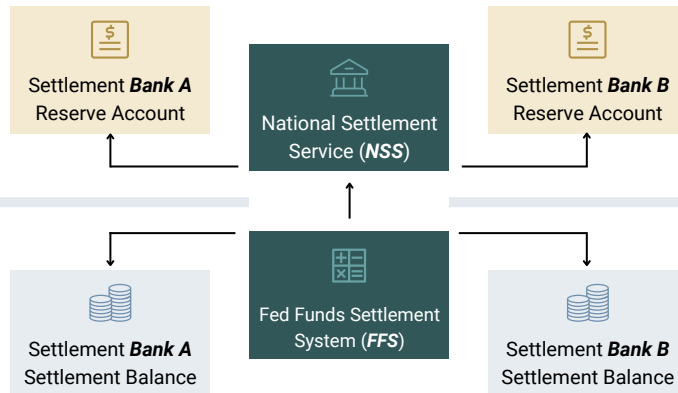 Settlement Bank A
Reserve Account
National Settlement
Service (NSS)
Settlement Bank B
Reserve Account
Fed Funds Settlement
System (FFS)
Settlement Bank A
Settlement Balance
Settlement Bank B
Settlement Balance